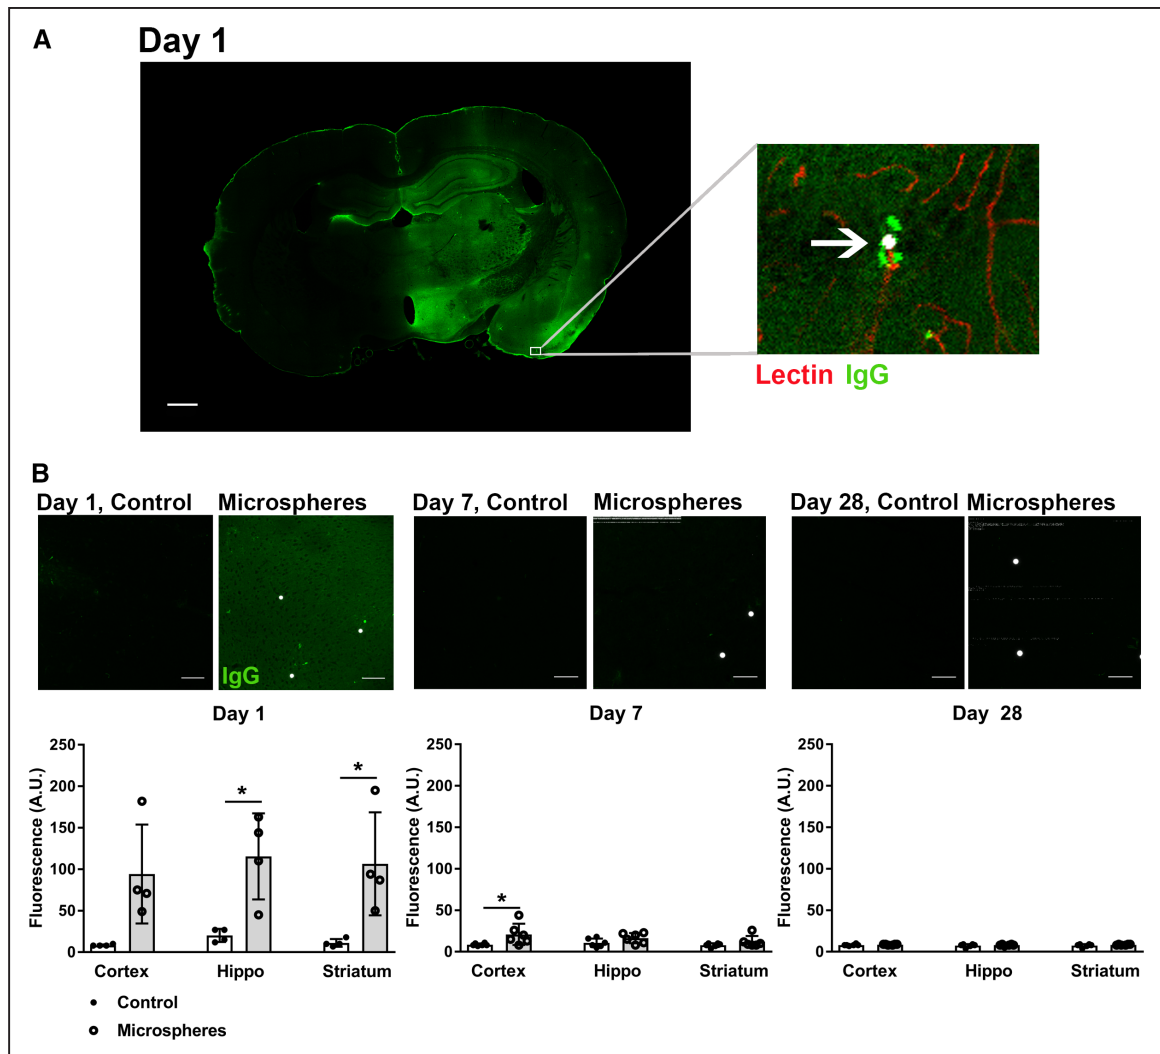 A
Day 1
Lectin IgG
B
Day 1, Control Microspheres Day 7, Control Microspheres Day 28, Control Microspheres
IgG
Day 1 Day 7 Day 28
250 250 250
200 200 200
150 150 150
100 100 100
50 50 50
0 0 0
Fluorescence (A.U.) Fluorescence (A.U.) Fluorescence (A.U.)
* * *
Cortex Hippo Striatum Cortex Hippo Striatum Cortex Hippo Striatum
Control
Microspheres